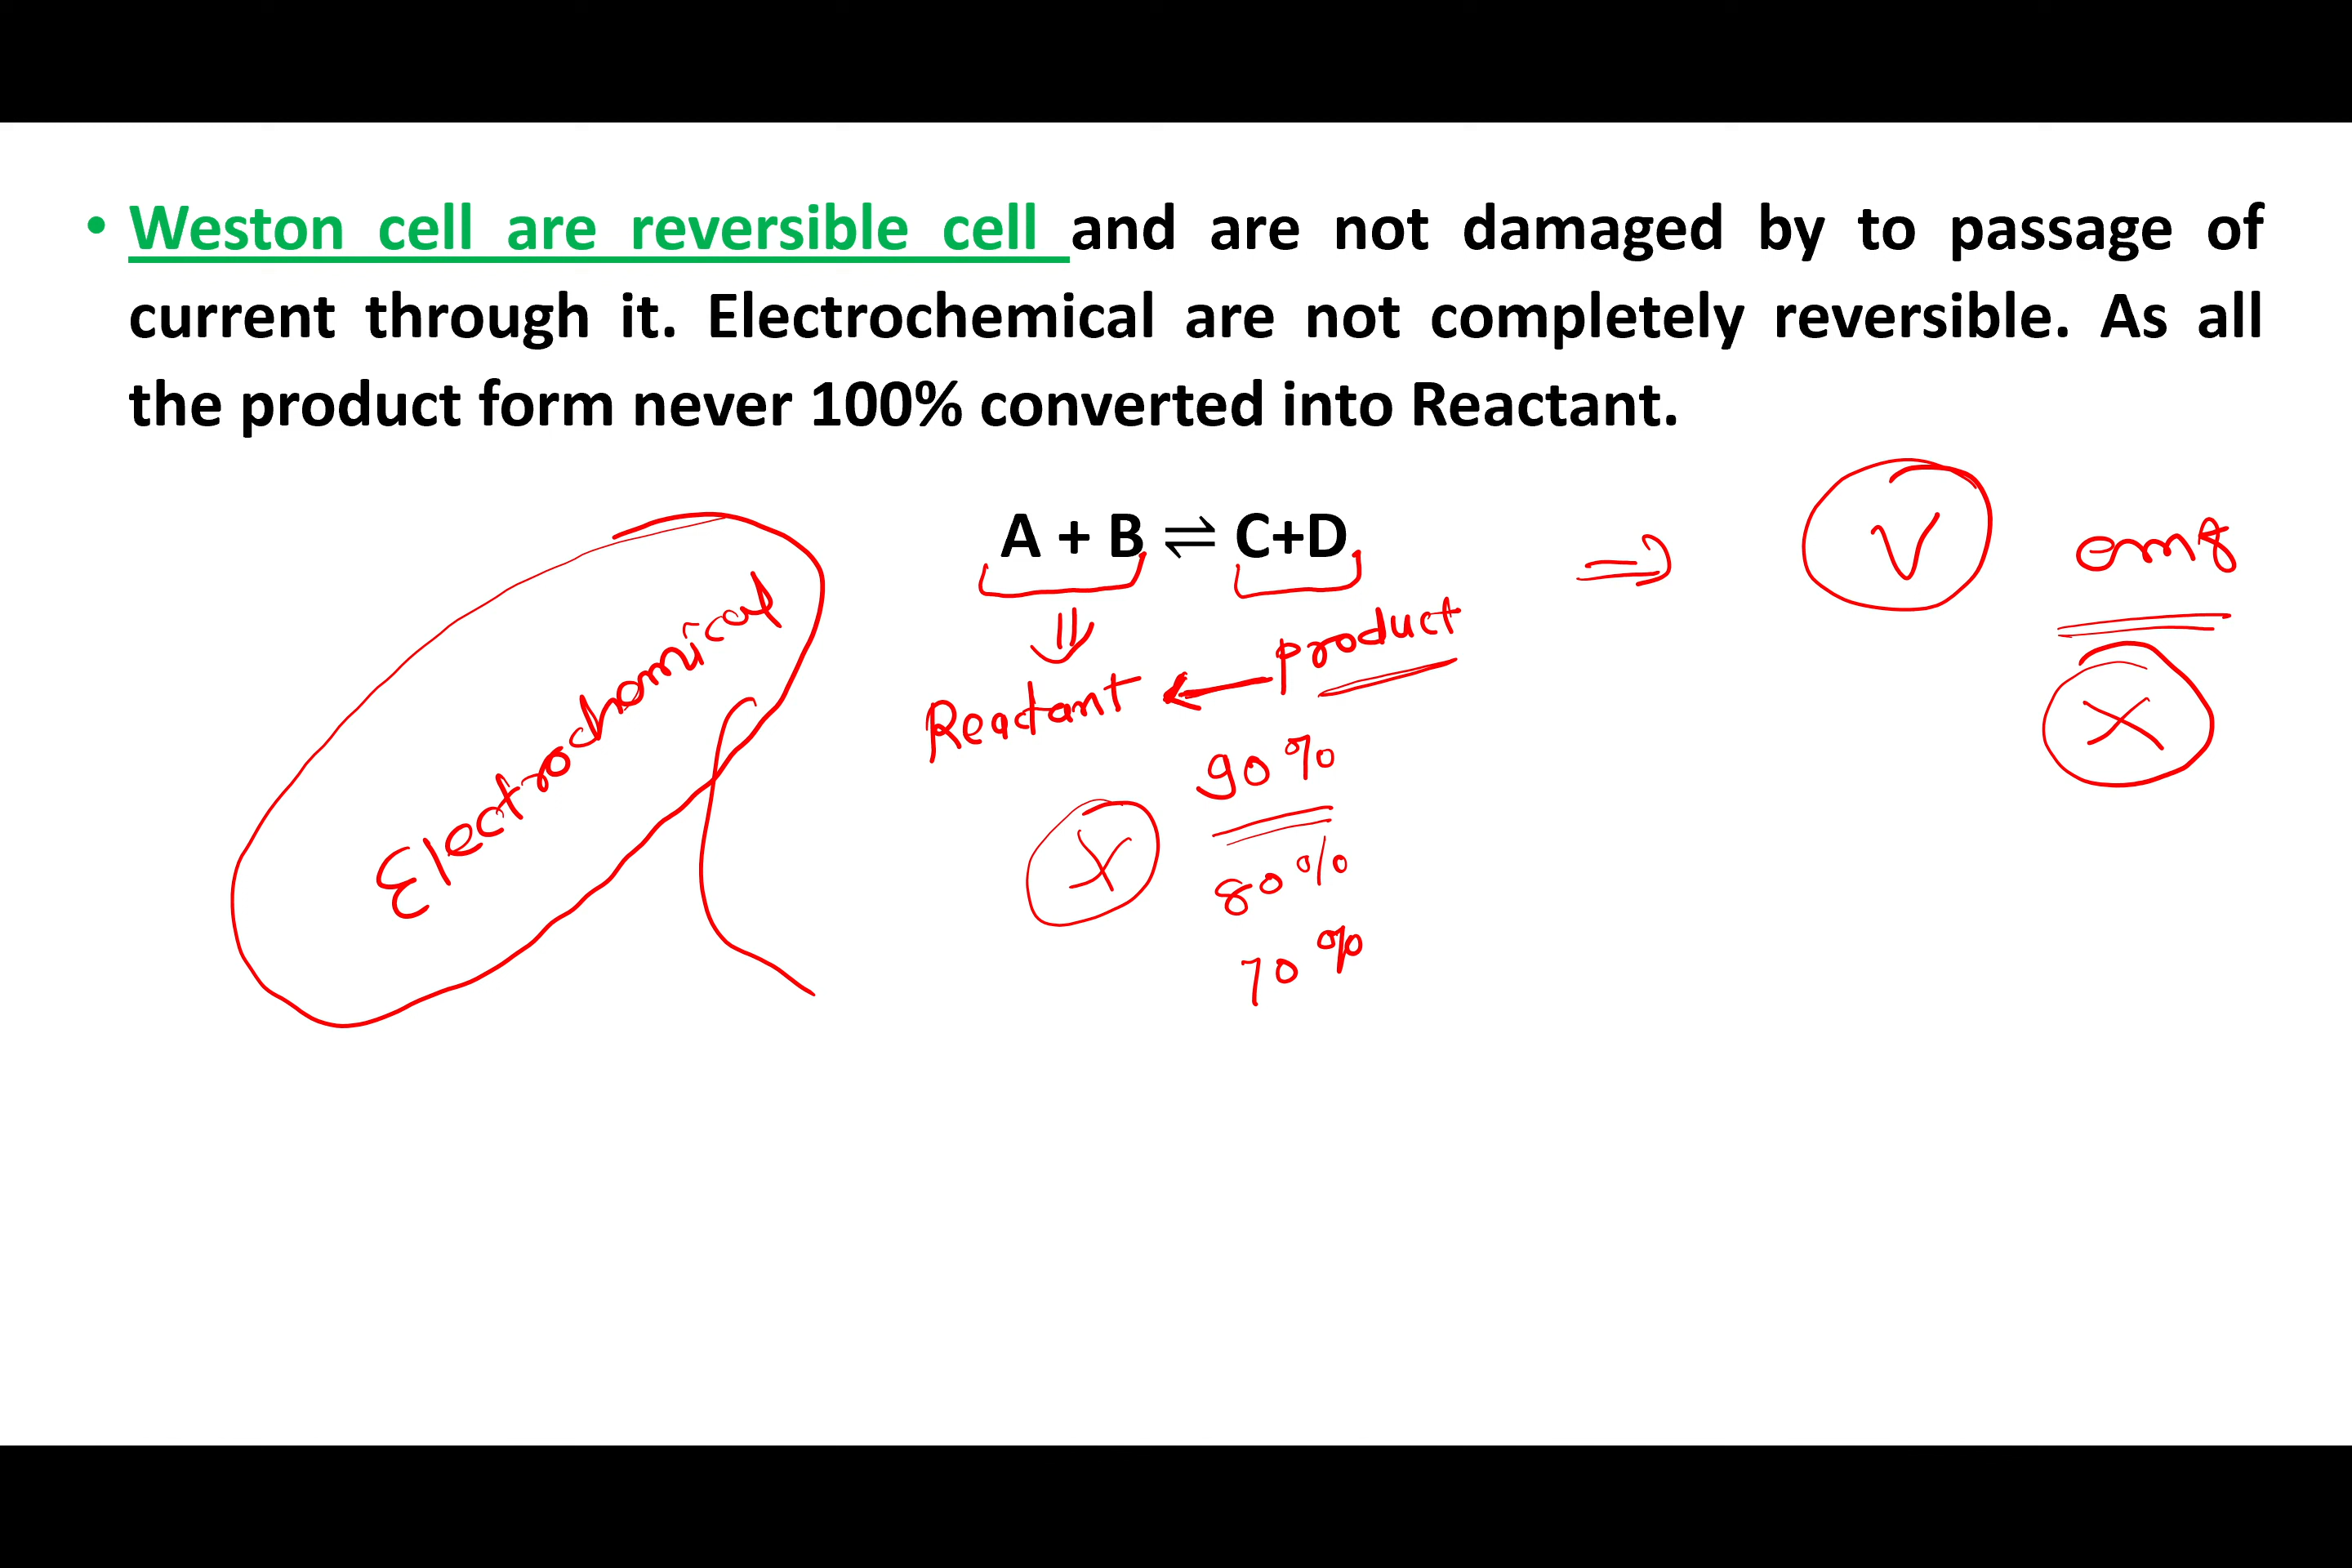 • Weston cell are reversible cell and are not damaged by to passage of
current through it. Electrochemical are not completely reversible. As all
the product form never 100% converted into Reactant.
A + B ⇌ C+D
V
emf
Electrochemical
Reactant ← Product
90%
80%
70%